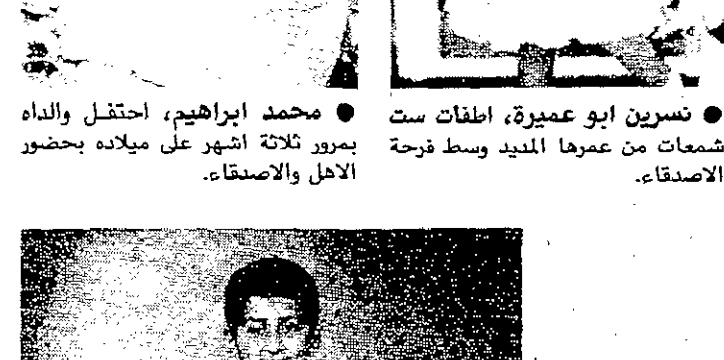 ● نسرين ابو عميرة، اطفات ست
شمعات من عمرها المديد وسط فرحة
الاصدقاء.
● محمد ابراهيم، احتفل والداه
بمرور ثلاثة اشهر على ميلاده بحضور
الاهل والاصدقاء.